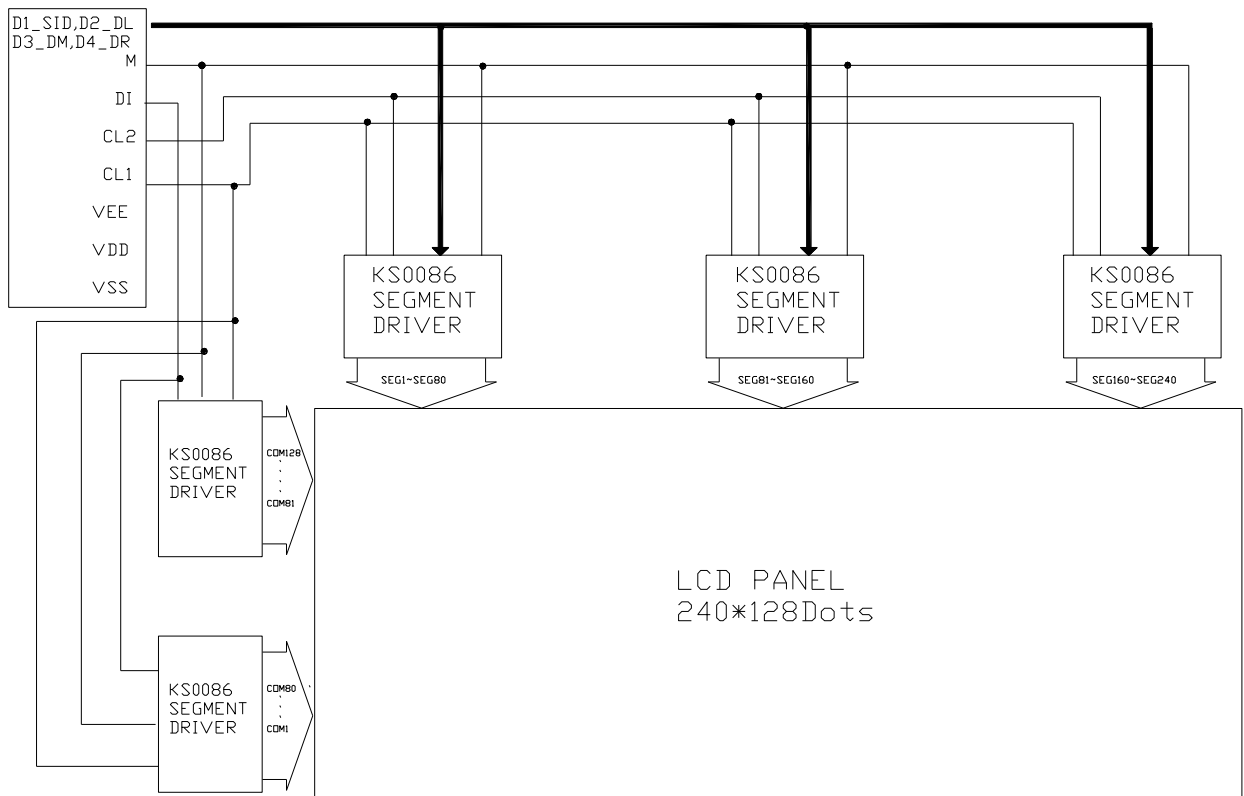 D1_SID,D2_DL
D3_DM,D4_DR
M
DI
CL2
CL1
VEE
VDD
VSS
KS0086
SEGMENT
DRIVER
KS0086
SEGMENT
DRIVER
KS0086
SEGMENT
DRIVER
SEG1~SEG80
SEG81~SEG160
SEG160~SEG240
KS0086
SEGMENT
DRIVER
COM128
COM81
LCD PANEL
240*128Dots
KS0086
SEGMENT
DRIVER
COM80
COM1